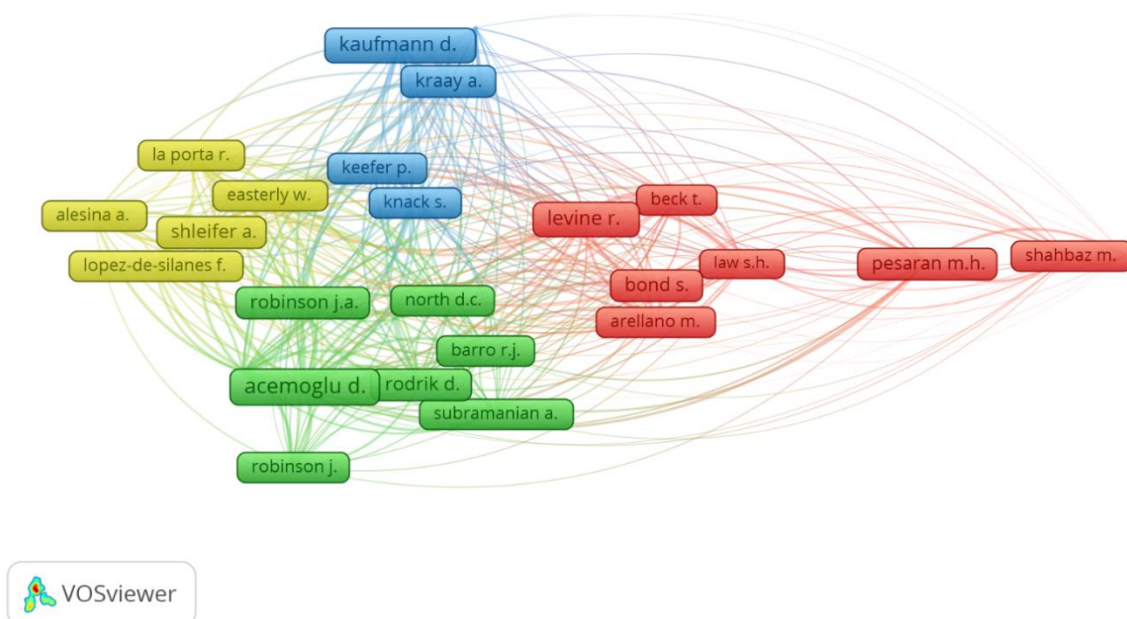 kaufmann d.
kraay a.
la porta r.
keefer p.
easterly w.
knack s.
beck t.
alesina a.
shleifer a.
levine r.
lopez-de-silanes f.
law s.h.
pesaran m.h.
shahbaz m.
bond s.
robinson j.a.
north d.c.
arellano m.
barro r.j.
acemoglu d.
rodrik d.
subramanian a.
robinson j.
VOSviewer